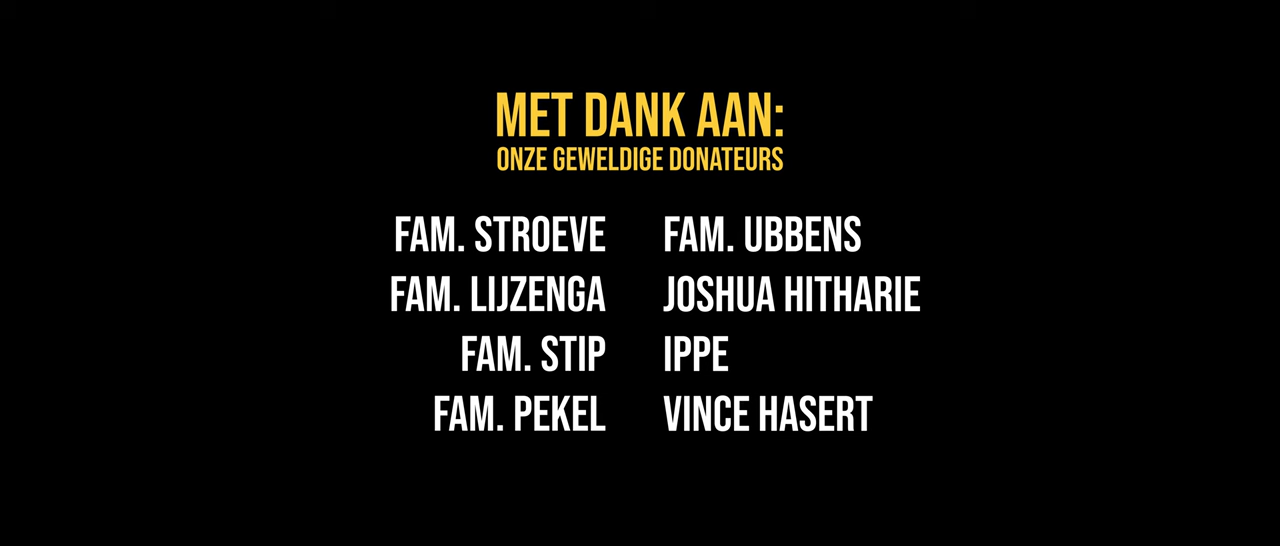 MET DANK AAN:
ONZE GEWELDIGE DONATEURS
FAM. STROEVE FAM. UBBENS
FAM. LIJZENGA JOSHUA HITHARIE
FAM. STIP IPPE
FAM. PEKEL VINCE HASERT